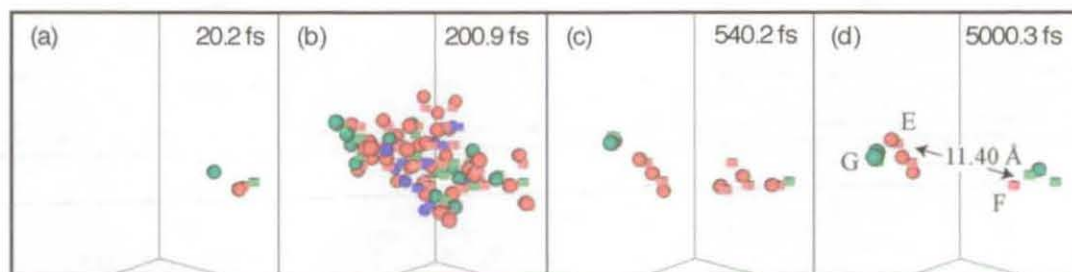 (a) 20.2 fs
(b) 200.9 fs
(c) 540.2 fs
(d) 5000.3 fs
E
G 11.40 Å
F